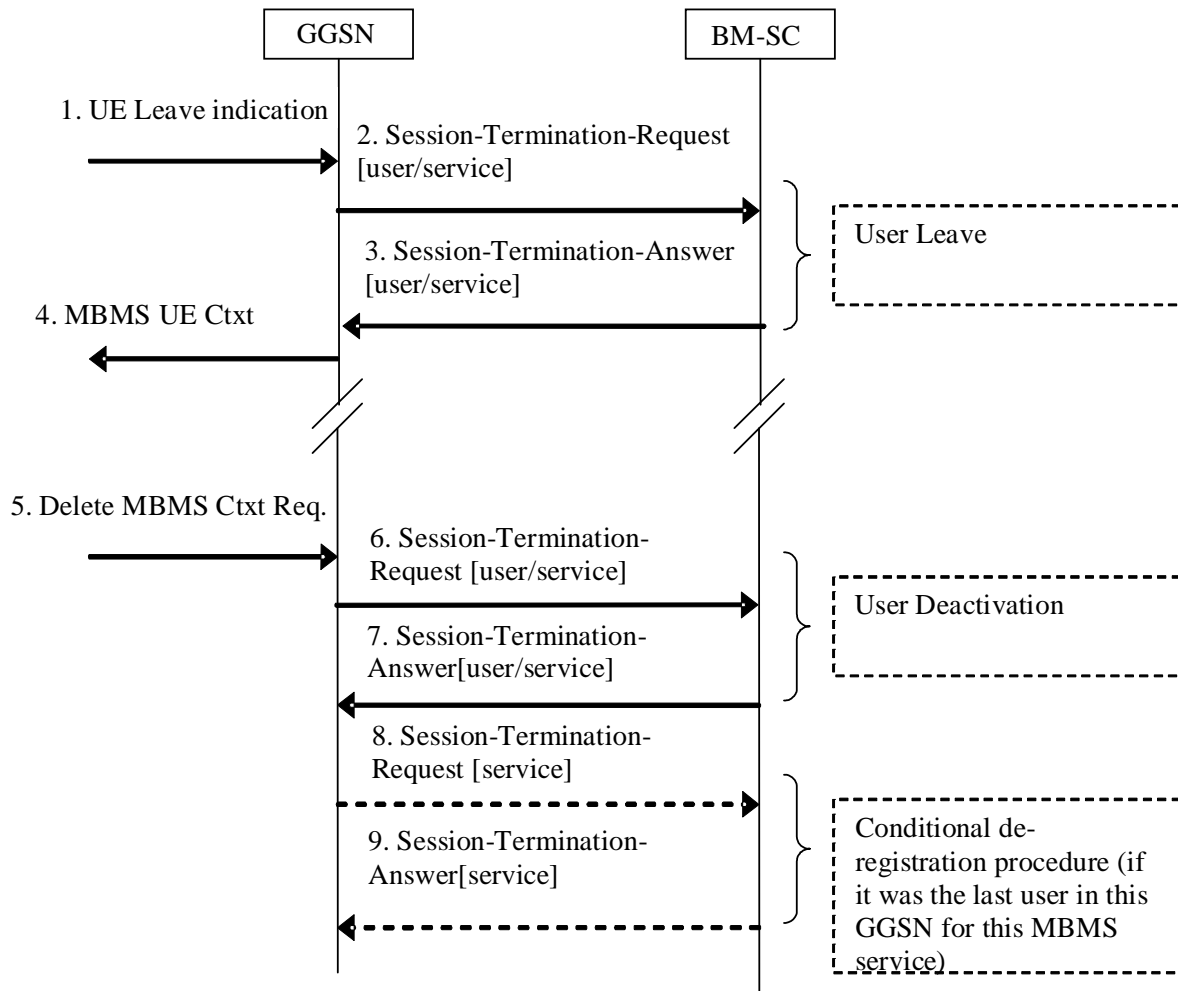 GGSN
BM-SC
1. UE Leave indication
2. Session-Termination-Request
[user/service]
User Leave
3. Session-Termination-Answer
[user/service]
4. MBMS UE Ctxt
5. Delete MBMS Ctxt Req.
6. Session-Termination-
Request [user/service]
User Deactivation
7. Session-Termination-
Answer[user/service]
8. Session-Termination-
Request [service]
9. Session-Termination-
Answer[service]
Conditional de-
registration procedure (if
it was the last user in this
GGSN for this MBMS
service)